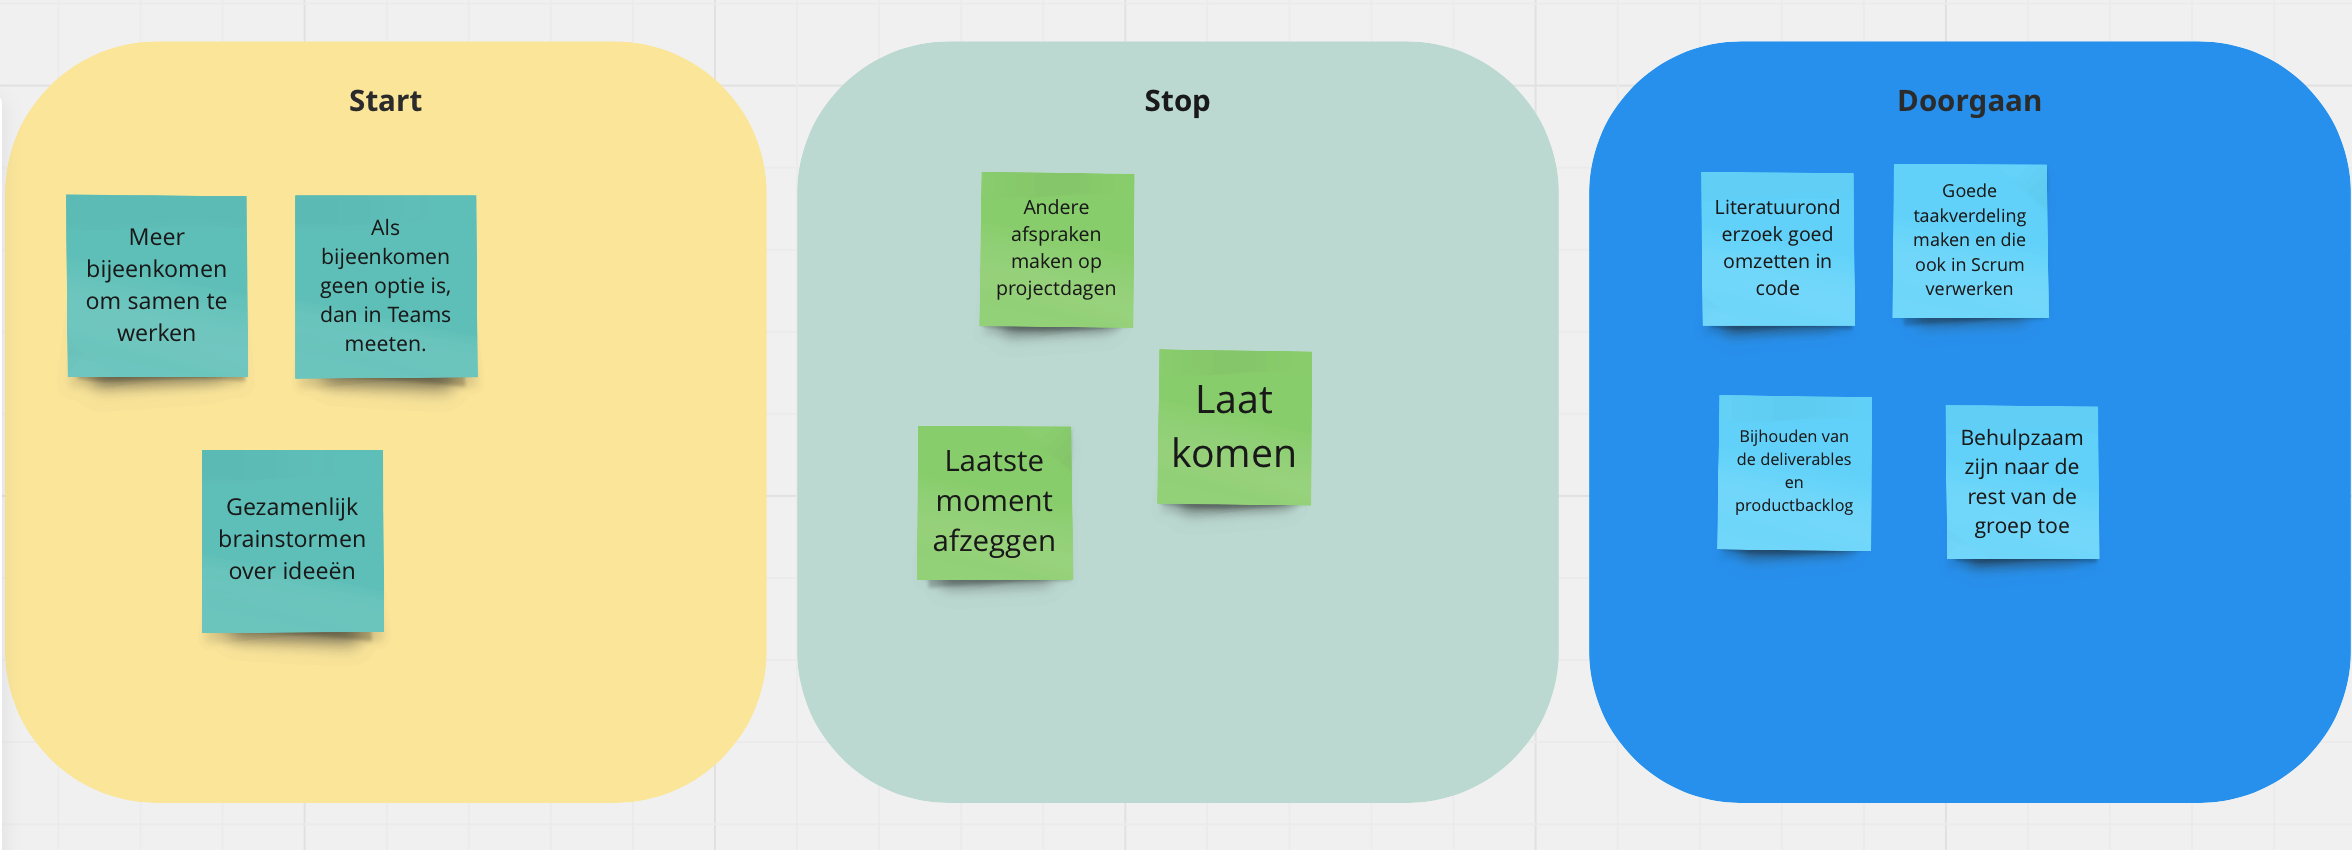 Start
Meer
bijeenkomen
om samen te
werken
Als
bijeenkomen
geen optie is,
dan in Teams
meeten.
Gezamenlijk
brainstormen
over ideeën
Stop
Andere
afspraken
maken op
projectdagen
Laat
komen
Laatste
moment
afzeggen
Doorgaan
Literatuurond
erzoek goed
omzetten in
code
Goede
taakverdeling
maken en die
ook in Scrum
verwerken
Bijhouden van
de deliverables
en
productbacklog
Behulpzaam
zijn naar de
rest van de
groep toe